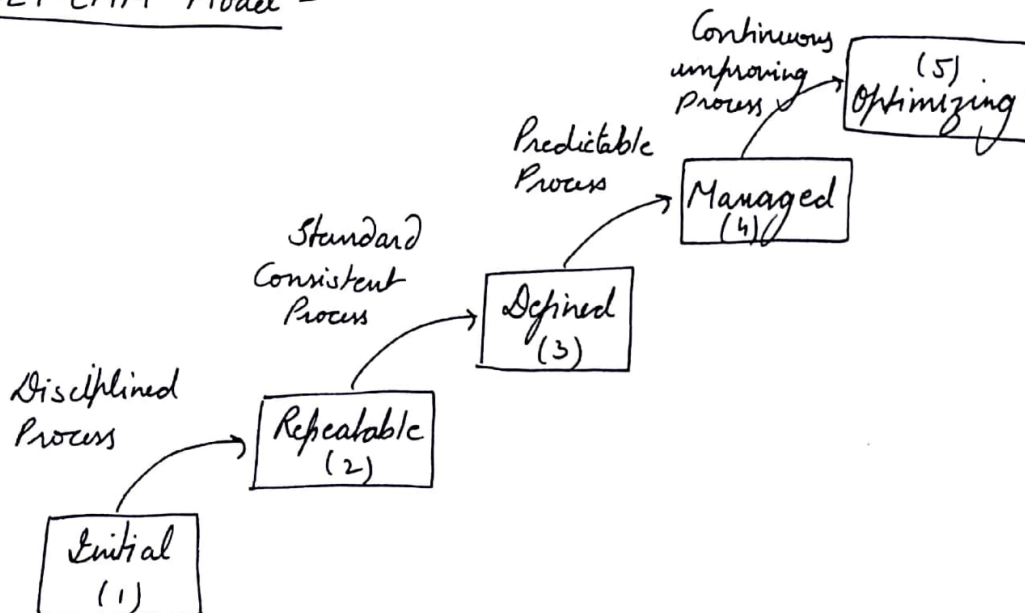 CMM Model -
Continuous
improving
Process
(5)
Optimizing
Predictable
Process
Managed
(4)
Standard
Consistent
Process
Defined
(3)
Disciplined
Process
Repeatable
(2)
Initial
(1)